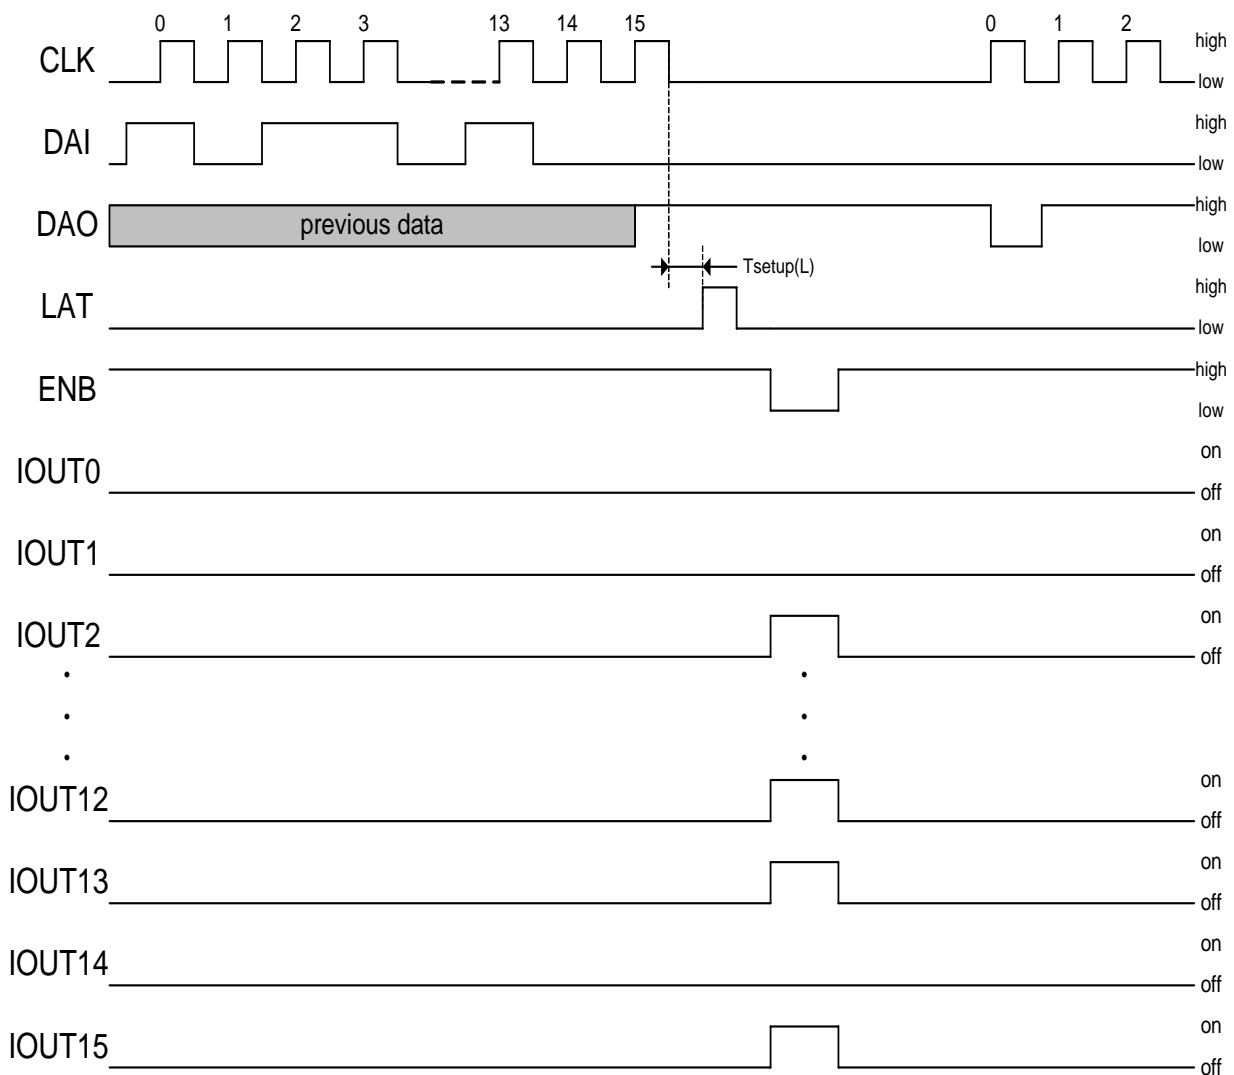 0 1 2 3 13 14 15 0 1 2
CLK high
low
DAI high
low
DAO previous data high
low
Tsetup(L)
LAT high
low
ENB high
low
IOUT0 on
off
IOUT1 on
off
IOUT2 on
off
IOUT12 on
off
IOUT13 on
off
IOUT14 on
off
IOUT15 on
off